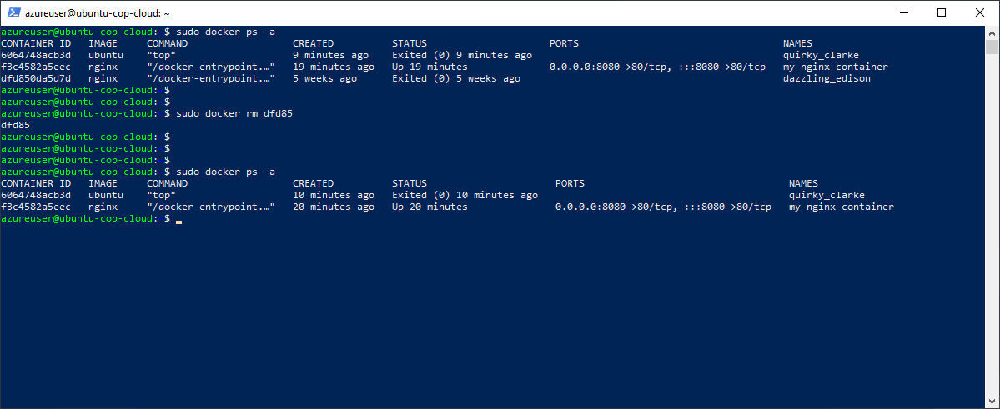 azureuser@ubuntu-cop-cloud: ~
azureuser@ubuntu-cop-cloud: $ sudo docker ps -a
CONTAINER ID   IMAGE     COMMAND                  CREATED          STATUS                     PORTS                                   NAMES
6064748acb3d   ubuntu    "top"                    9 minutes ago    Exited (0) 9 minutes ago                                           quirky_clarke
f3c4582a5eec   nginx     "/docker-entrypoint.…"   19 minutes ago   Up 19 minutes              0.0.0.0:8080->80/tcp, :::8080->80/tcp   my-nginx-container
dfd850da5d7d   nginx     "/docker-entrypoint.…"   5 weeks ago      Exited (0) 5 weeks ago                                             dazzling_edison
azureuser@ubuntu-cop-cloud: $
azureuser@ubuntu-cop-cloud: $
azureuser@ubuntu-cop-cloud: $ sudo docker rm dfd85
dfd85
azureuser@ubuntu-cop-cloud: $
azureuser@ubuntu-cop-cloud: $
azureuser@ubuntu-cop-cloud: $
azureuser@ubuntu-cop-cloud: $ sudo docker ps -a
CONTAINER ID   IMAGE     COMMAND                  CREATED          STATUS                      PORTS                                   NAMES
6064748acb3d   ubuntu    "top"                    10 minutes ago   Exited (0) 10 minutes ago                                           quirky_clarke
f3c4582a5eec   nginx     "/docker-entrypoint.…"   20 minutes ago   Up 20 minutes               0.0.0.0:8080->80/tcp, :::8080->80/tcp   my-nginx-container
azureuser@ubuntu-cop-cloud: $